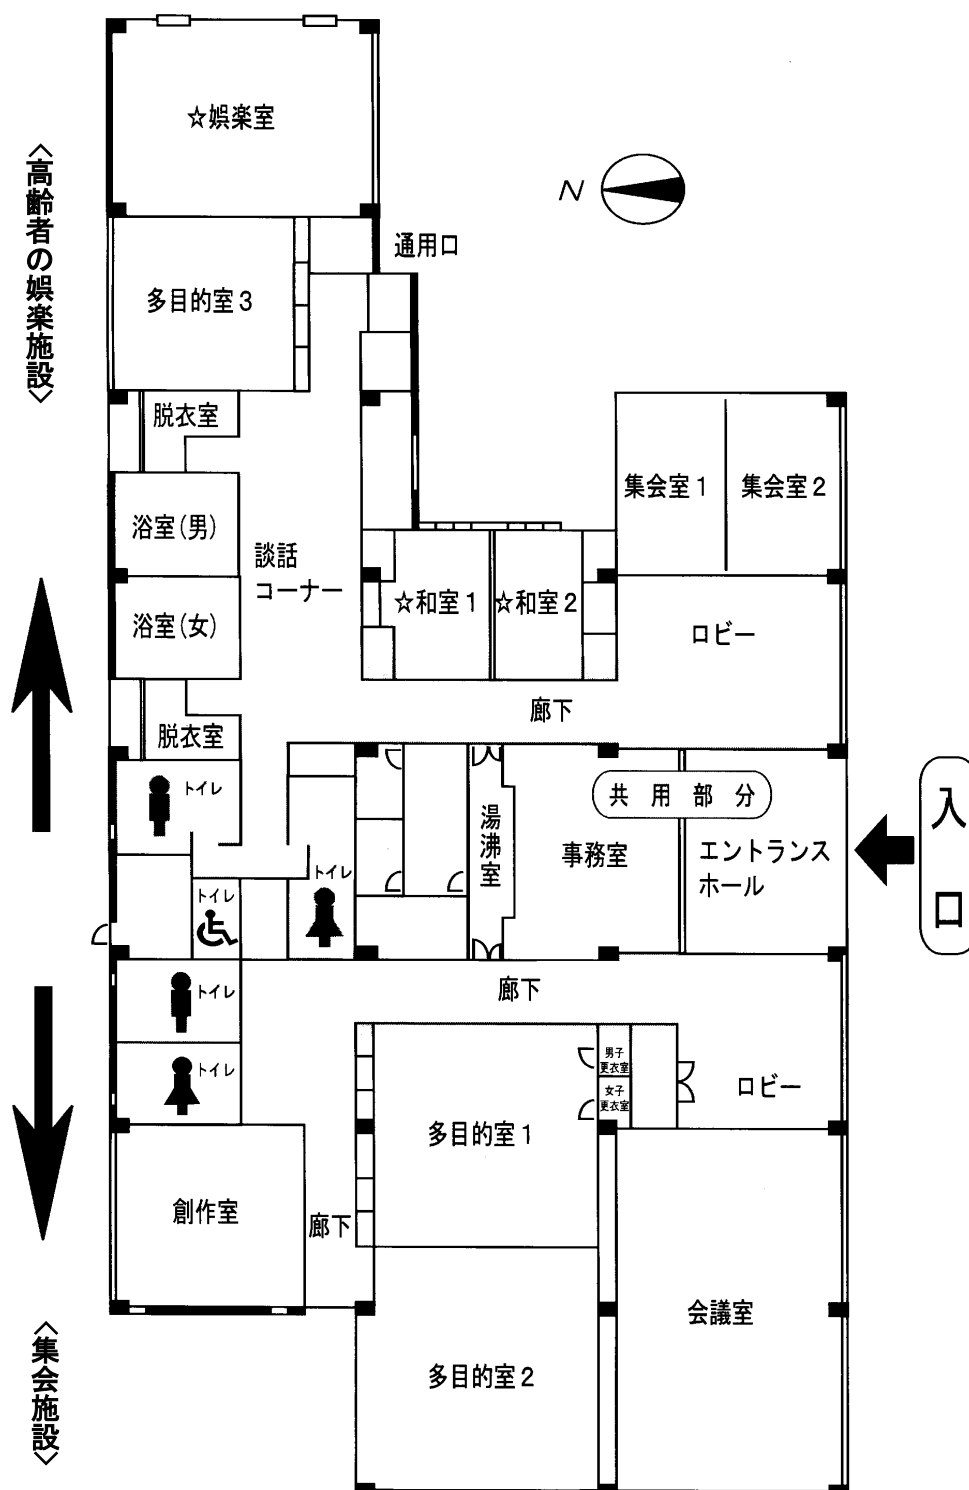 ☆娯楽室
〈高齢者の娯楽施設〉
N
通用口
多目的室3
脱衣室
集会室1
集会室2
浴室(男)
談話
コーナー
☆和室1
☆和室2
浴室(女)
ロビー
廊下
脱衣室
トイレ
共用部分
入口
湯沸室
事務室
エントランス
ホール
トイレ
トイレ
廊下
トイレ
トイレ
男子
更衣室
女子
更衣室
ロビー
多目的室1
創作室
廊下
会議室
多目的室2
〈集会施設〉